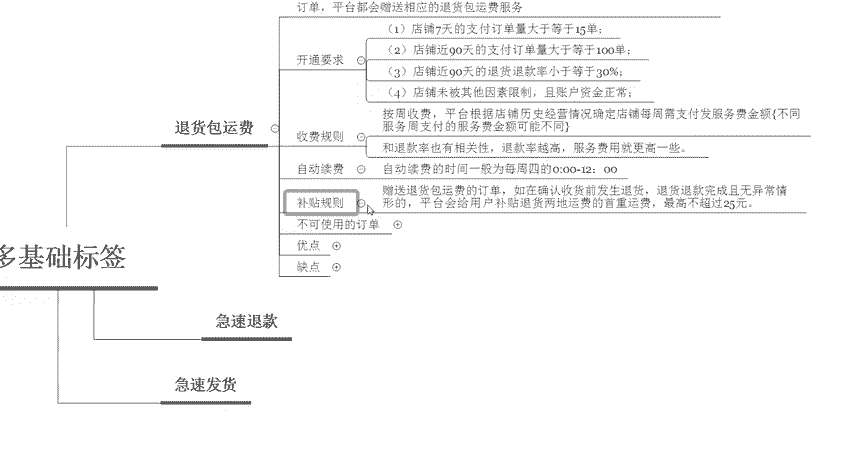 订单，平台都会赠送相应的退货包运费服务
（1）店铺7天的支付订单量大于等于15单；
（2）店铺近90天的支付订单量大于等于100单；
开通要求
（3）店铺近90天的退货退款率小于等于30%；
（4）店铺未被其他因素限制，且账户资金正常；
退货包运费
按周收费，平台根据店铺历史经营情况确定店铺每周需支付发服务费金额{不同
服务周支付的服务费金额可能不同}
收费规则
和退款率也有相关性，退款率越高，服务费用就更高一些。
自动续费
自动续费的时间一般为每周四的0:00-12：00
补贴规则
赠送退货包运费的订单，如在确认收货前发生退货，退货退款完成且无异常情
形的，平台会给用户补贴退货两地运费的首重运费，最高不超过25元。
不可使用的订单
优点
缺点
多基础标签
急速退款
急速发货